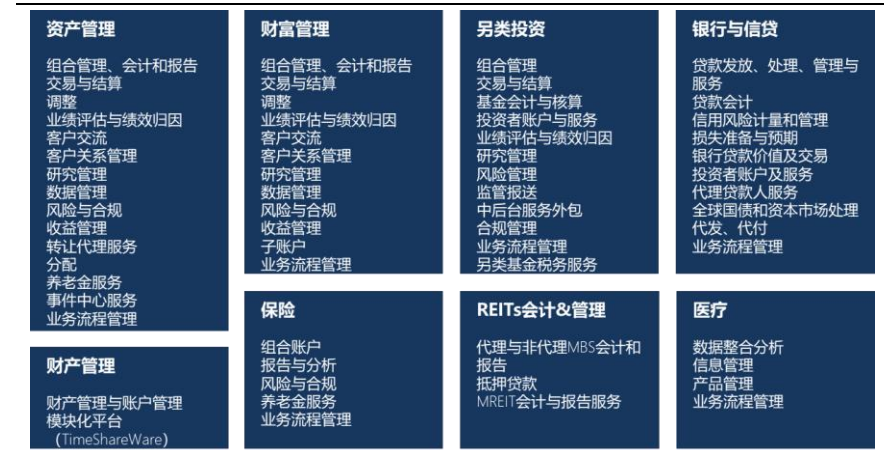 资产管理
组合管理、会计和报告
交易与结算
调整
业绩评估与绩效归因
客户交流
客户关系管理
研究管理
数据管理
风险与合规
收益管理
转让代理服务
分配
养老金服务
事件中心服务
业务流程管理
财产管理
财产管理与账户管理
模块化平台
（TimeShareWare）
财富管理
组合管理、会计和报告
交易与结算
调整
业绩评估与绩效归因
客户交流
客户关系管理
研究管理
数据管理
风险与合规
收益管理
子账户
业务流程管理
保险
组合账户
报告与分析
风险与合规
养老金服务
业务流程管理
另类投资
组合管理
交易与结算
基金会计与核算
投资者账户与服务
业绩评估与绩效归因
研究管理
风险管理
监管报送
中后台服务外包
合规管理
业务流程管理
另类基金税务服务
REITs会计&管理
代理与非代理MBS会计和
报告
抵押贷款
MREIT会计与报告服务
银行与信贷
贷款发放、处理、管理与
服务
贷款会计
信用风险计量和管理
损失准备与预期
银行贷款价值及交易
投资者账户及服务
代理贷款人服务
全球国债和资本市场处理
代发、代付
业务流程管理
医疗
数据整合分析
信息管理
产品管理
业务流程管理